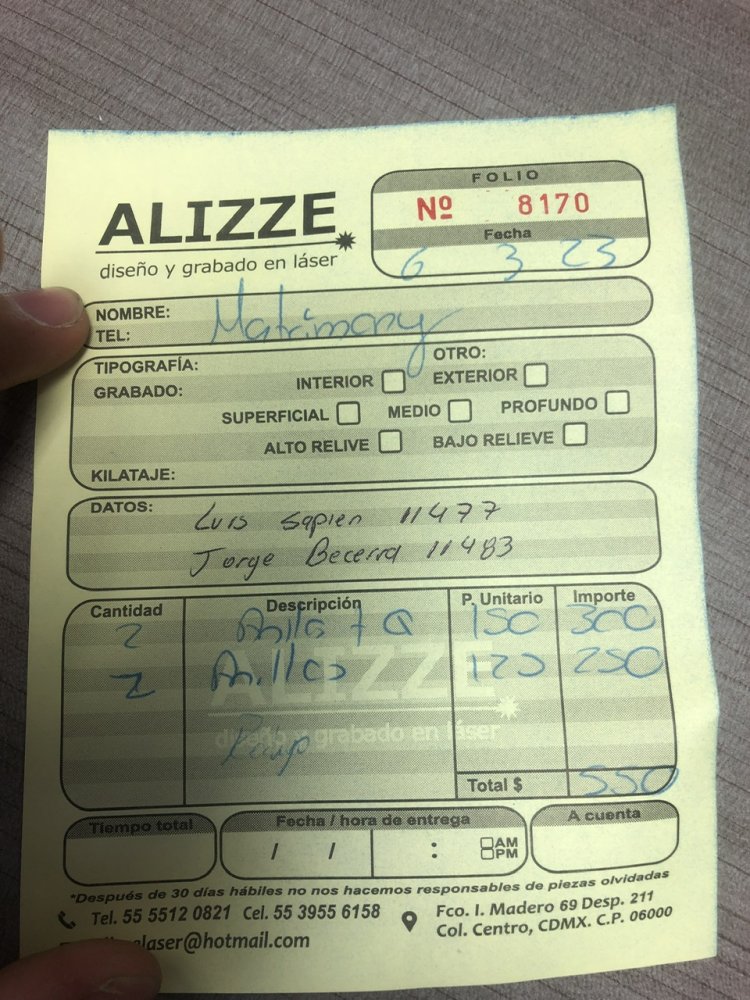 FOLIO
ALIZZE
Nº 8170
diseño y grabado en láser
Fecha
6 3 23
NOMBRE: Matrimony
TEL:
TIPOGRAFÍA: OTRO:
GRABADO: INTERIOR EXTERIOR
SUPERFICIAL MEDIO PROFUNDO
ALTO RELIVE BAJO RELIEVE
KILATAJE:
DATOS: Luis Sapien 11477
Jorge Becerra 11483
Cantidad Descripción P. Unitario Importe
2 150 300
2 Anillos 125 250
ALIZZE
diseño y grabado en láser
Total $ 550
Tiempo total Fecha / hora de entrega A cuenta
/ / : AM
PM
*Después de 30 días hábiles no nos hacemos responsables de piezas olvidadas
Tel. 55 5512 0821 Cel. 55 3955 6158
Fco. I. Madero 69 Desp. 211
Col. Centro, CDMX. C.P. 06000
laser@hotmail.com